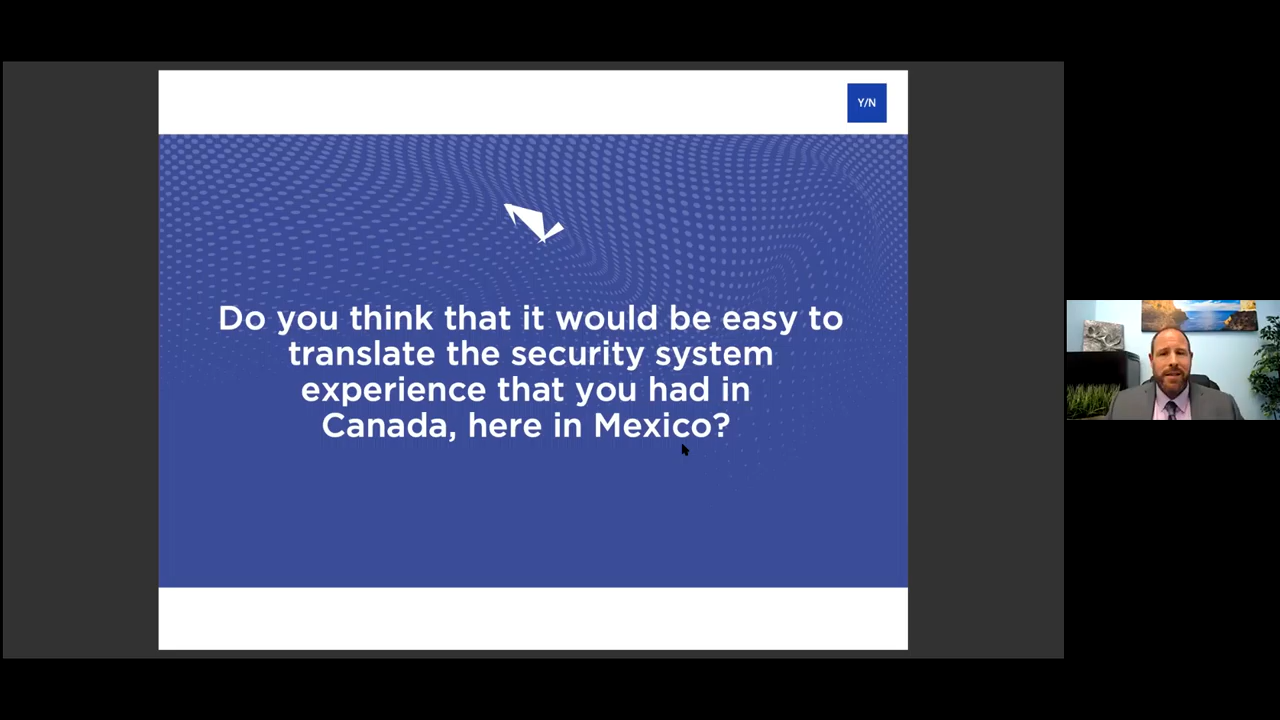 Y/N
Do you think that it would be easy to
translate the security system
experience that you had in
Canada, here in Mexico?